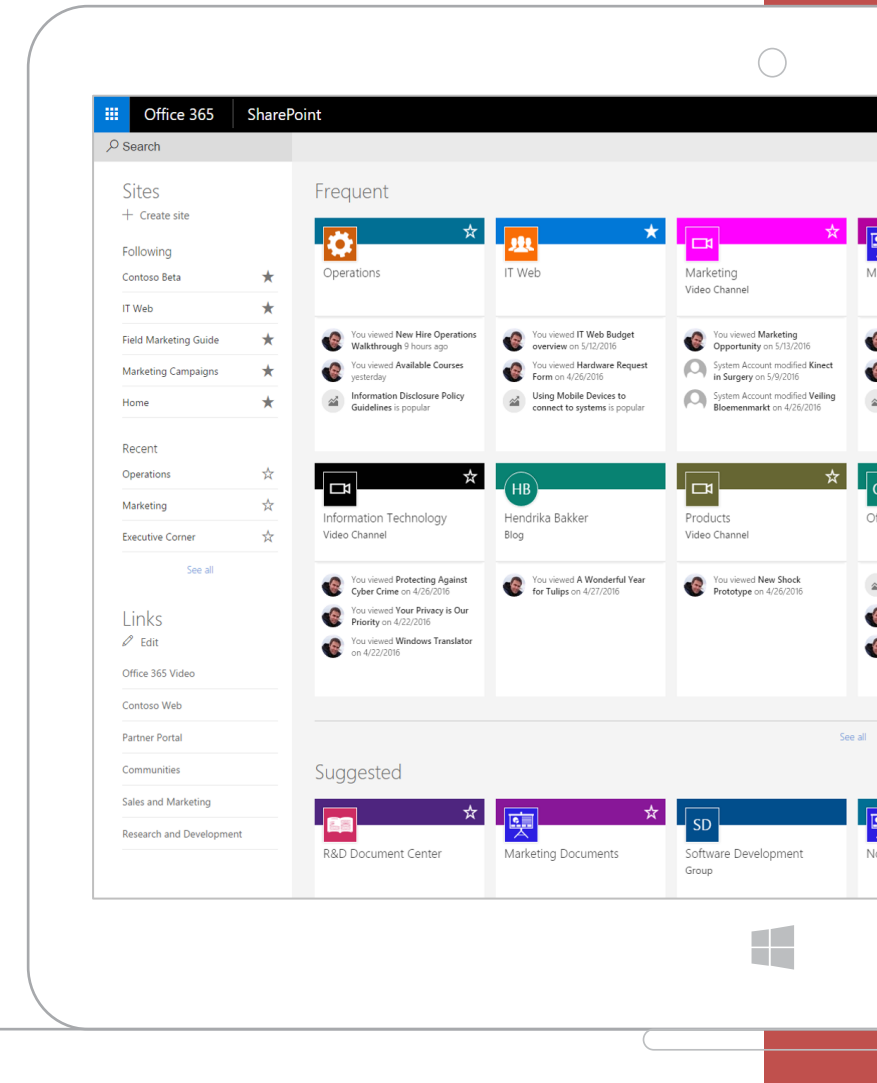 Office 365
SharePoint
Search
Sites
Create site
Following
Contoso Beta
IT Web
Field Marketing Guide
Marketing Campaigns
Home
Recent
Operations
Marketing
Executive Corner
See all
Links
Edit
Office 365 Video
Contoso Web
Partner Portal
Communities
Sales and Marketing
Research and Development
Frequent
Operations
You viewed New Hire Operations
Walkthrough 9 hours ago
You viewed Available Courses
yesterday
Information Disclosure Policy
Guidelines is popular
IT Web
You viewed IT Web Budget
overview on 5/12/2016
You viewed Hardware Request
Form on 4/26/2016
Using Mobile Devices to
connect to systems is popular
Marketing
Video Channel
You viewed Marketing
Opportunity on 5/13/2016
System Account modified Kinect
in Surgery on 5/9/2016
System Account modified Veiling
Bloemenmarkt on 4/26/2016
Information Technology
Video Channel
You viewed Protecting Against
Cyber Crime on 4/26/2016
You viewed Your Privacy is Our
Priority on 4/22/2016
You viewed Windows Translator
on 4/22/2016
HB
Hendrika Bakker
Blog
You viewed A Wonderful Year
for Tulips on 4/27/2016
Products
Video Channel
You viewed New Shock
Prototype on 4/26/2016
See all
Suggested
R&D Document Center
Marketing Documents
SD
Software Development
Group